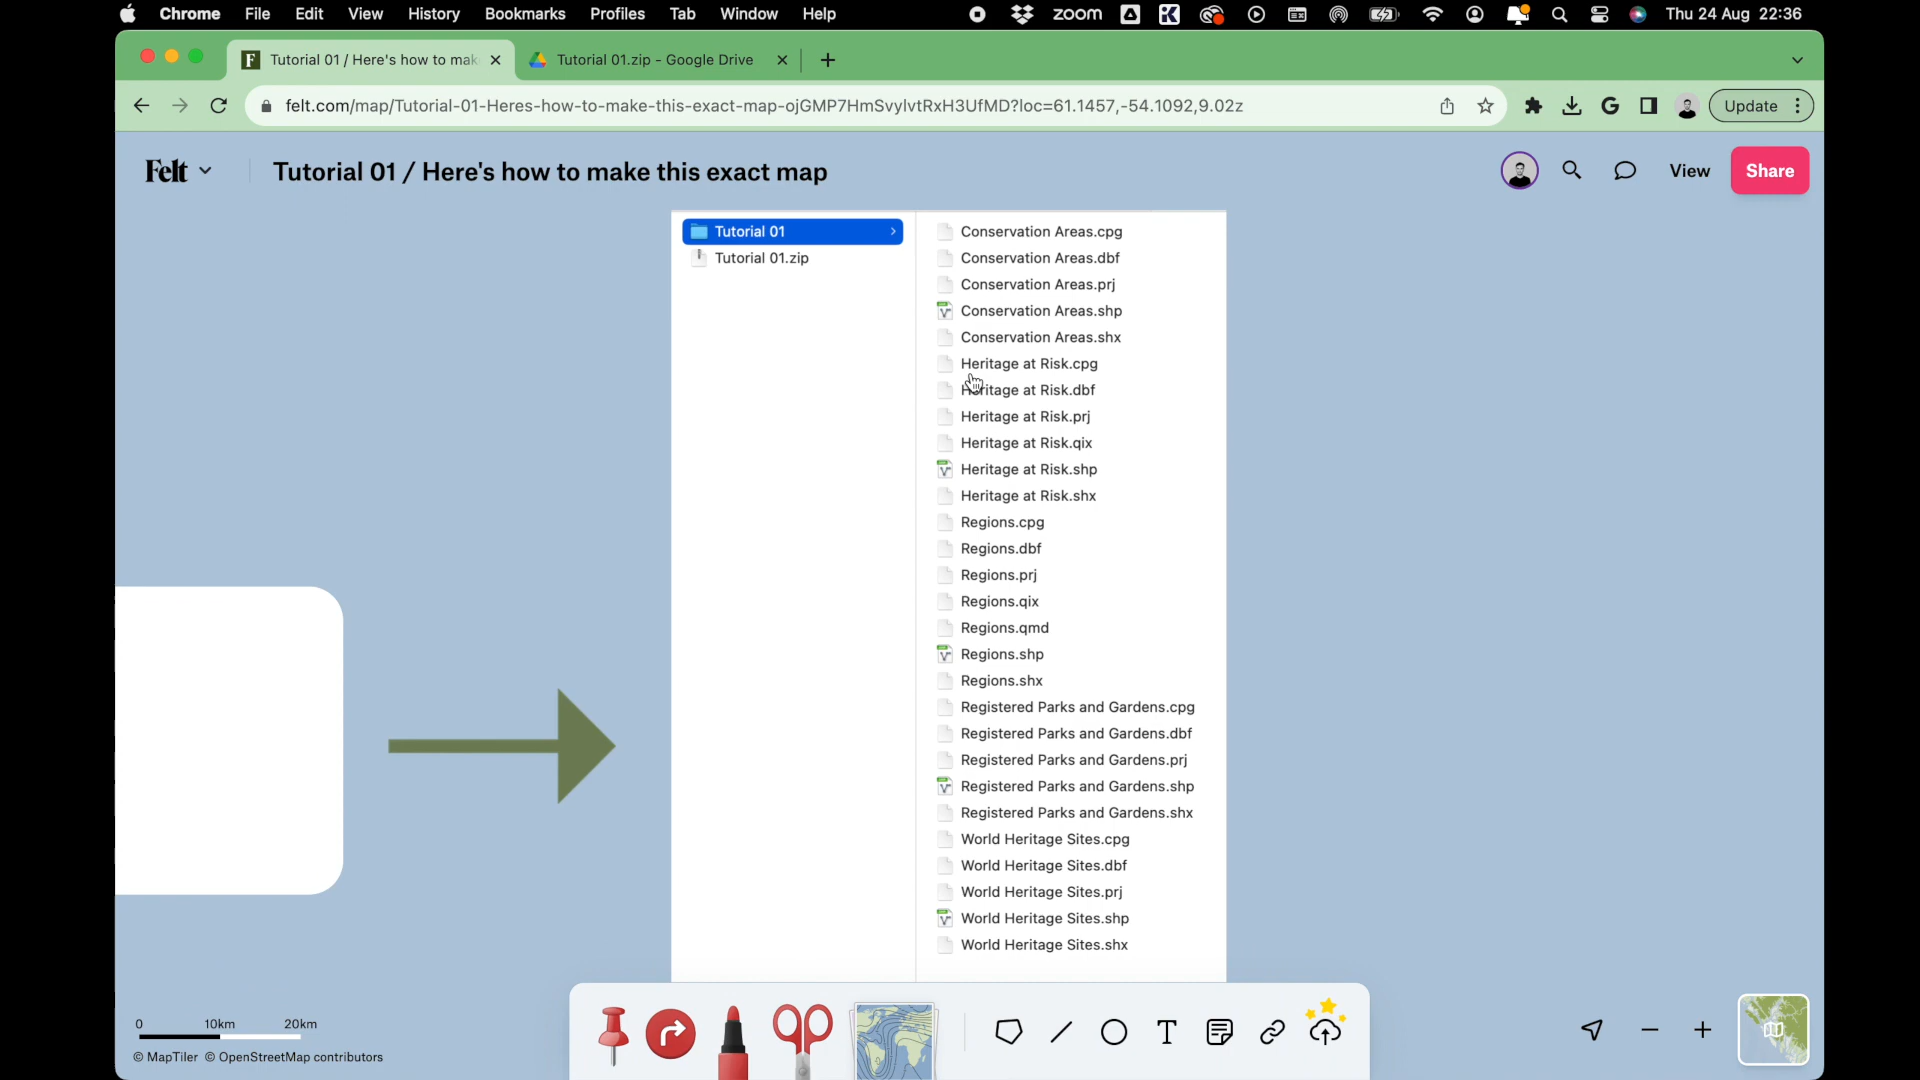 Chrome File Edit View History Bookmarks Profiles Tab Window Help zoom Thu 24 Aug 22:36
F Tutorial 01 / Here's how to mak Tutorial 01.zip - Google Drive
felt.com/map/Tutorial-01-Heres-how-to-make-this-exact-map-ojGMP7HmSvylvtRxH3UfMD?loc=61.1457,-54.1092,9.02z G Update
Felt Tutorial 01 / Here's how to make this exact map View Share
Tutorial 01
Tutorial 01.zip
Conservation Areas.cpg
Conservation Areas.dbf
Conservation Areas.prj
Conservation Areas.shp
Conservation Areas.shx
Heritage at Risk.cpg
Heritage at Risk.dbf
Heritage at Risk.prj
Heritage at Risk.qix
Heritage at Risk.shp
Heritage at Risk.shx
Regions.cpg
Regions.dbf
Regions.prj
Regions.qix
Regions.qmd
Regions.shp
Regions.shx
Registered Parks and Gardens.cpg
Registered Parks and Gardens.dbf
Registered Parks and Gardens.prj
Registered Parks and Gardens.shp
Registered Parks and Gardens.shx
World Heritage Sites.cpg
World Heritage Sites.dbf
World Heritage Sites.prj
World Heritage Sites.shp
World Heritage Sites.shx
0 10km 20km
© MapTiler © OpenStreetMap contributors
T